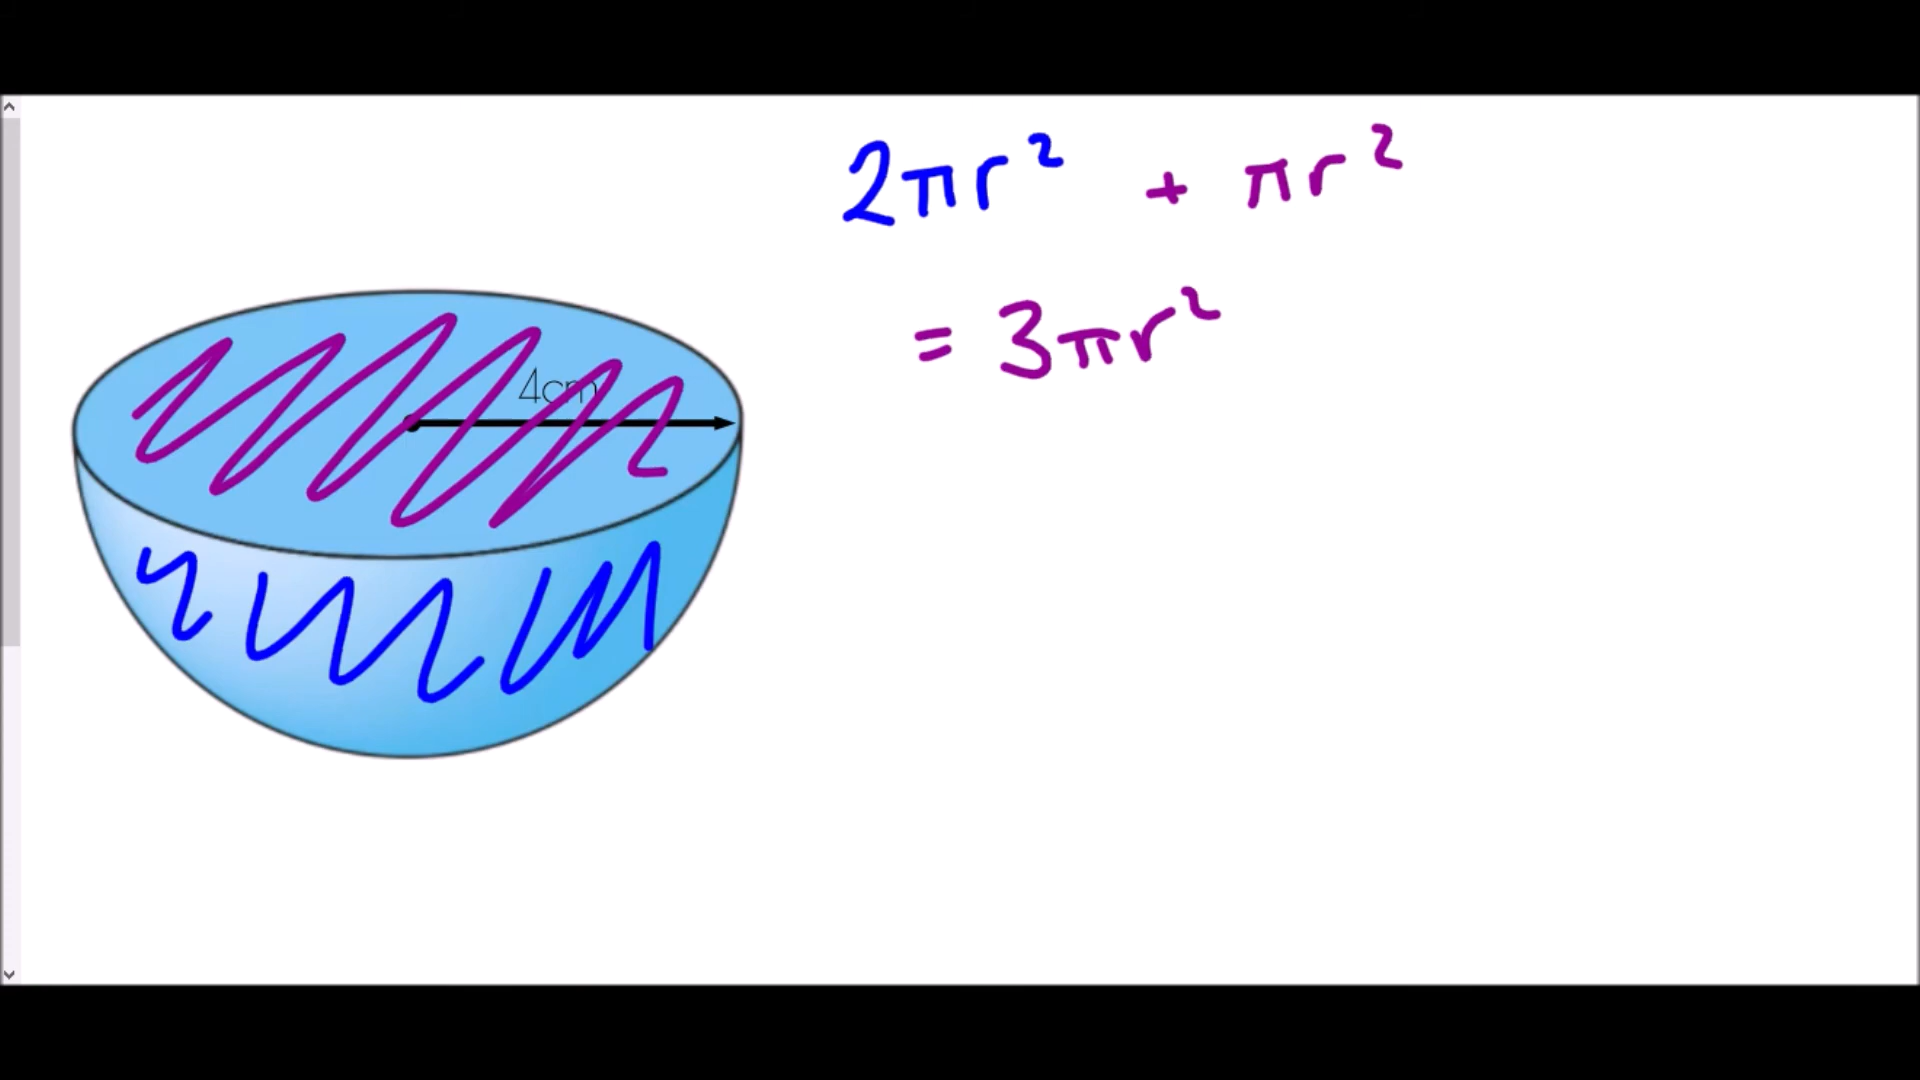 2πr² + πr²
= 3πr²
4cm